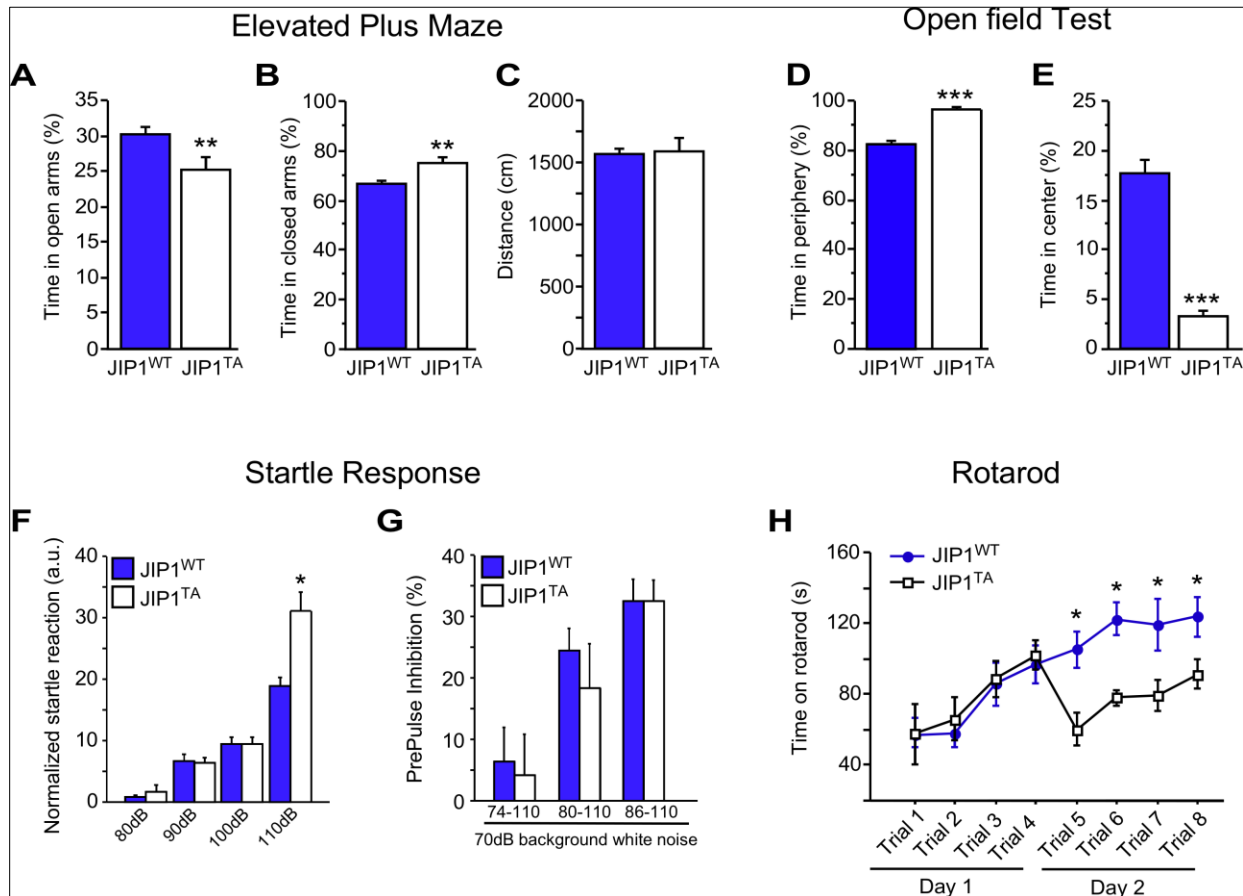 Elevated Plus Maze
Open field Test
A
Time in open arms (%)
35
30
25
20
15
10
5
0
**
JIP1WT JIP1TA
B
Time in closed arms (%)
100
80
60
40
20
0
**
JIP1WT JIP1TA
C
Distance (cm)
2000
1500
1000
500
0
JIP1WT JIP1TA
D
Time in periphery (%)
100
80
60
40
20
0
***
JIP1WT JIP1TA
E
Time in center (%)
25
20
15
10
5
0
***
JIP1WT JIP1TA
Startle Response
Rotarod
F
Normalized startle reaction (a.u.)
40
30
20
10
0
JIP1WT
JIP1TA
*
80dB 90dB 100dB 110dB
G
PrePulse Inhibition (%)
40
30
20
10
0
JIP1WT
JIP1TA
74-110 80-110 86-110
70dB background white noise
H
Time on rotarod (s)
160
120
80
40
JIP1WT
JIP1TA
* * * *
Trial 1 Trial 2 Trial 3 Trial 4 Trial 5 Trial 6 Trial 7 Trial 8
Day 1 Day 2